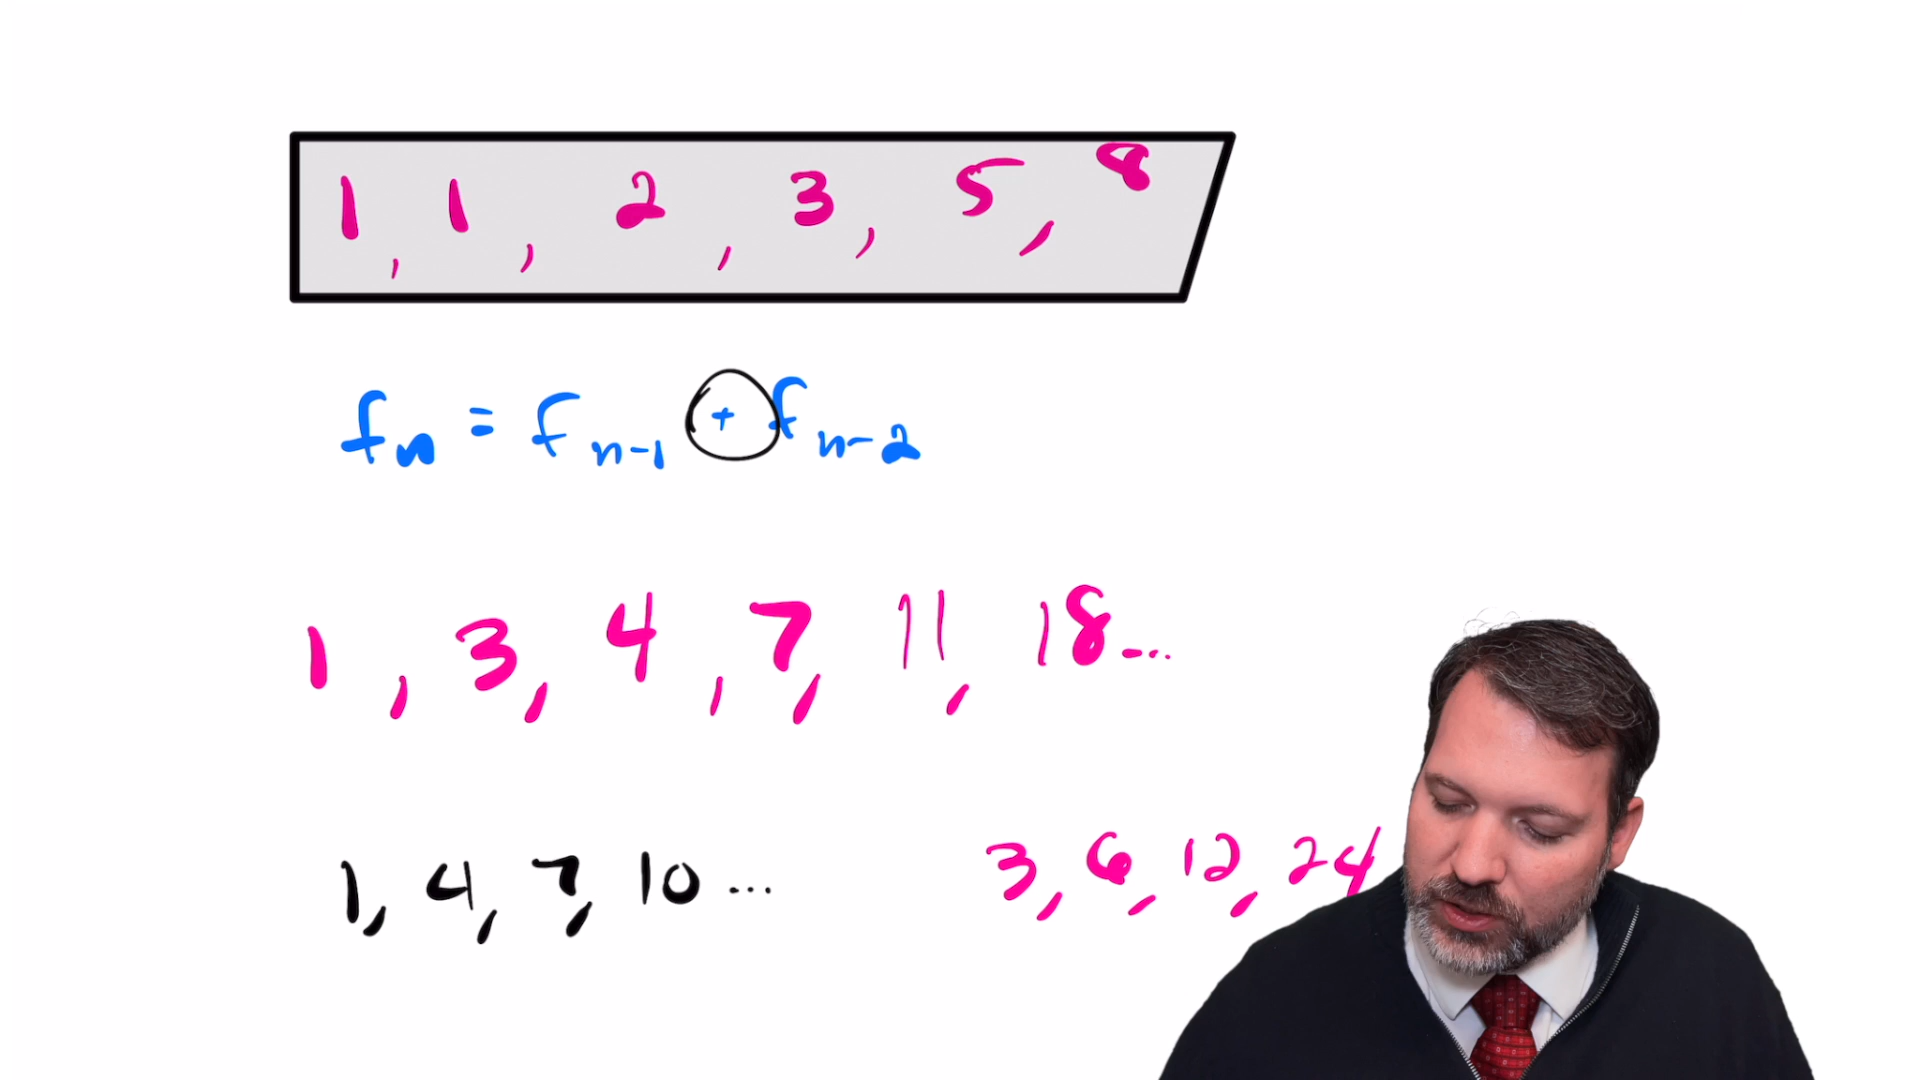 1, 1, 2, 3, 5, 8
fn = fn-1 + fn-2
1, 3, 4, 7, 11, 18...
1, 4, 7, 10 ...
3, 6, 12, 24